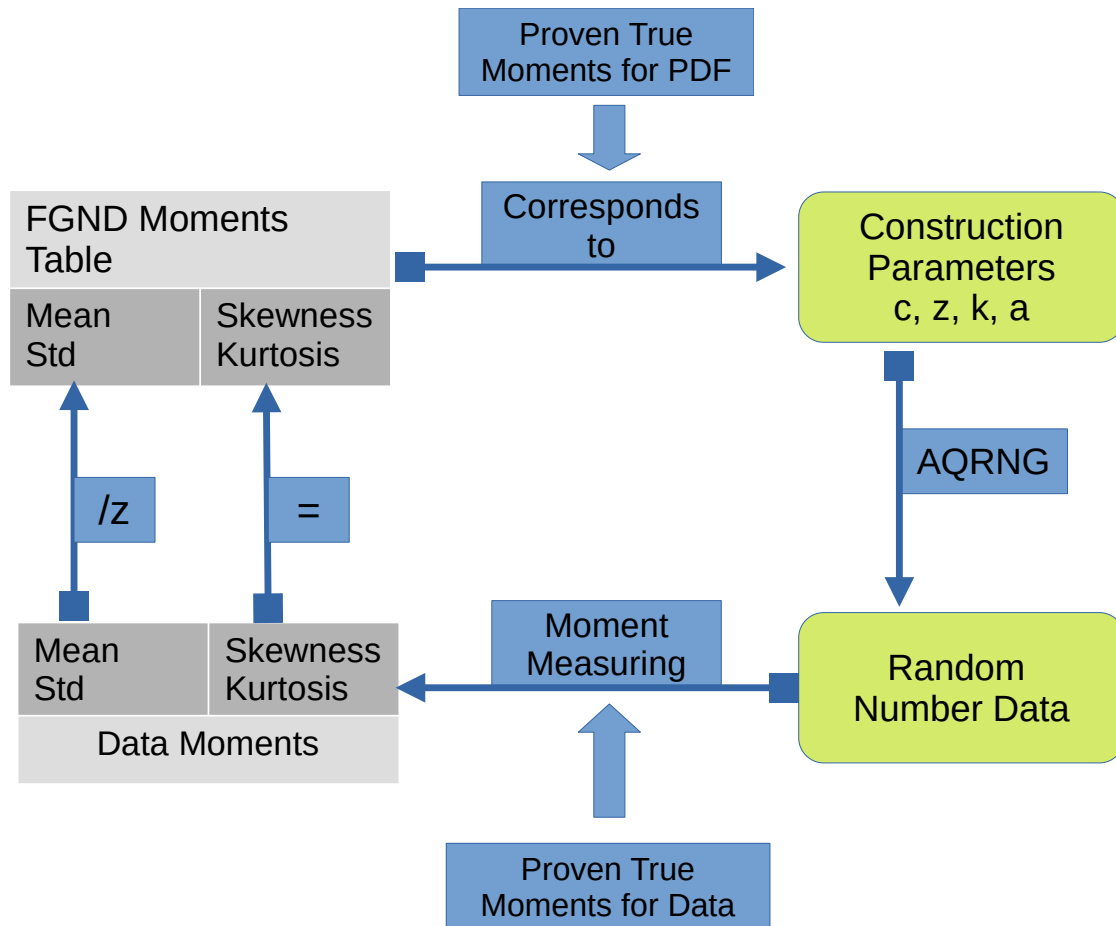 Proven True
Moments for PDF
FGND Moments
Table
Corresponds
to
Construction
Parameters
c, z, k, a
Mean
Std
Skewness
Kurtosis
/z
=
AQRNG
Mean
Std
Skewness
Kurtosis
Moment
Measuring
Random
Number Data
Data Moments
Proven True
Moments for Data